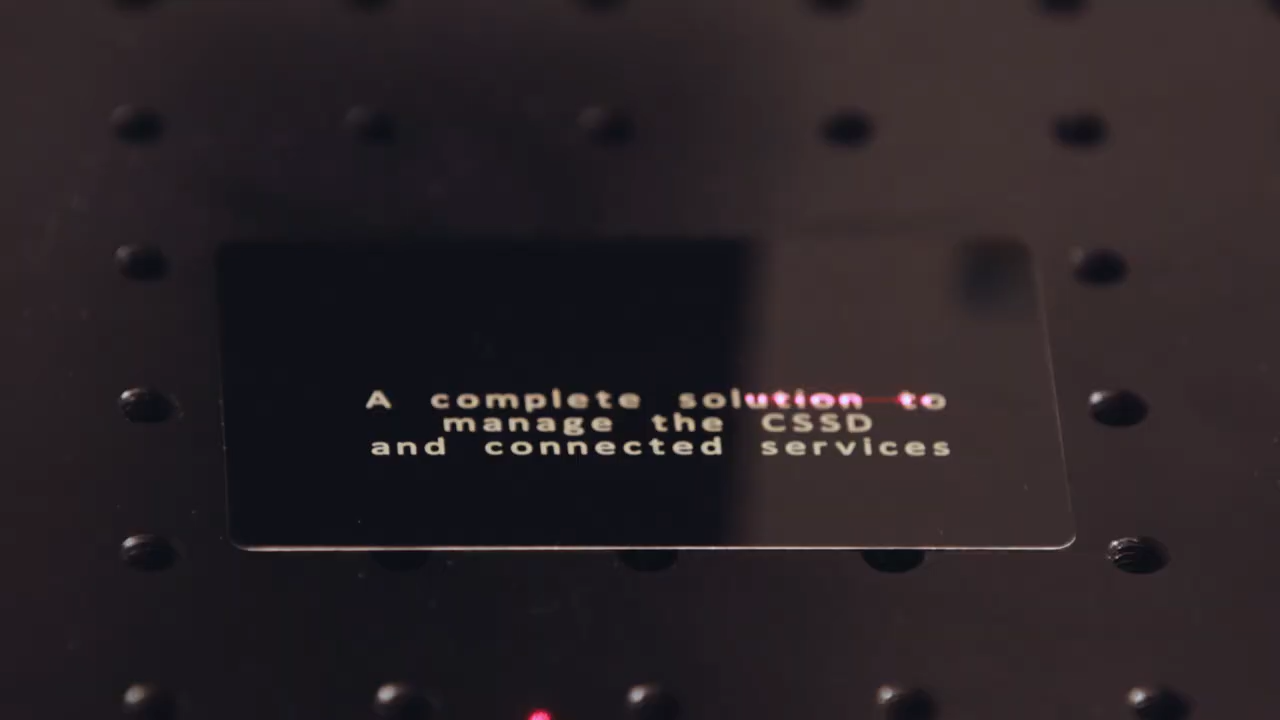 A complete solution to
manage the CSSD
and connected services